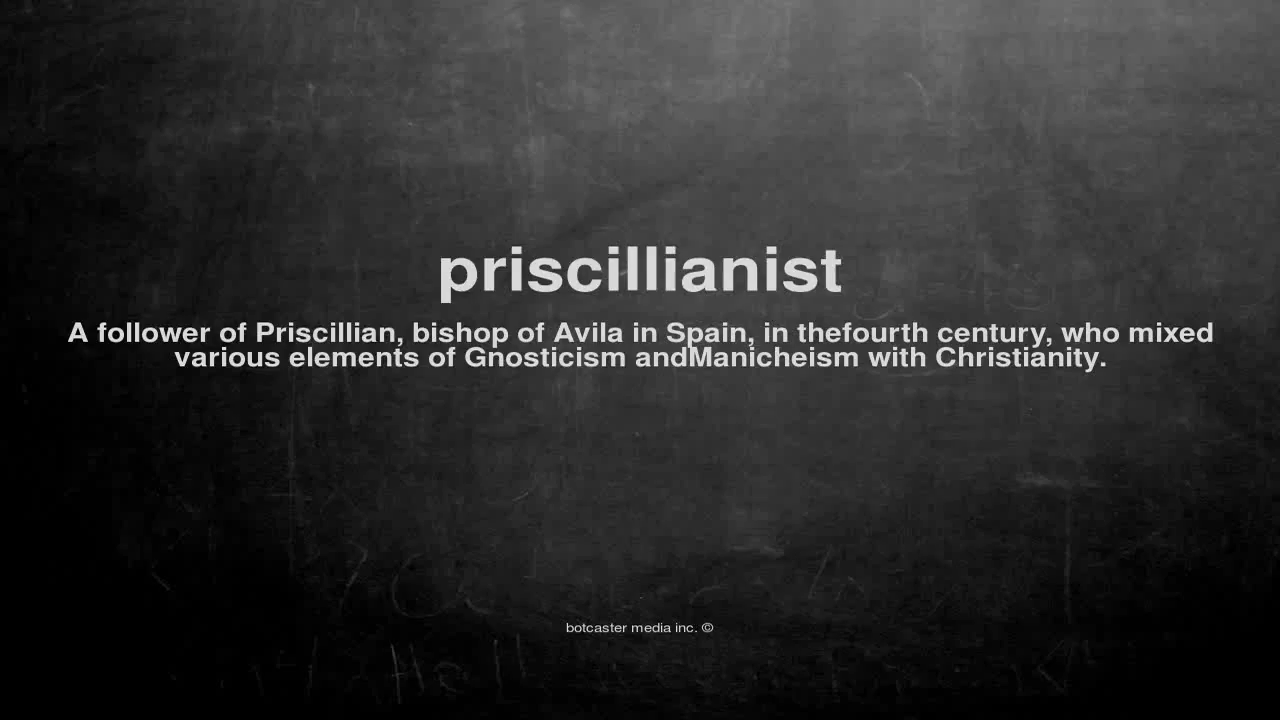 priscillianist
A follower of Priscillian, bishop of Avila in Spain, in thefourth century, who mixed
various elements of Gnosticism andManicheism with Christianity.
botcaster media inc. ©